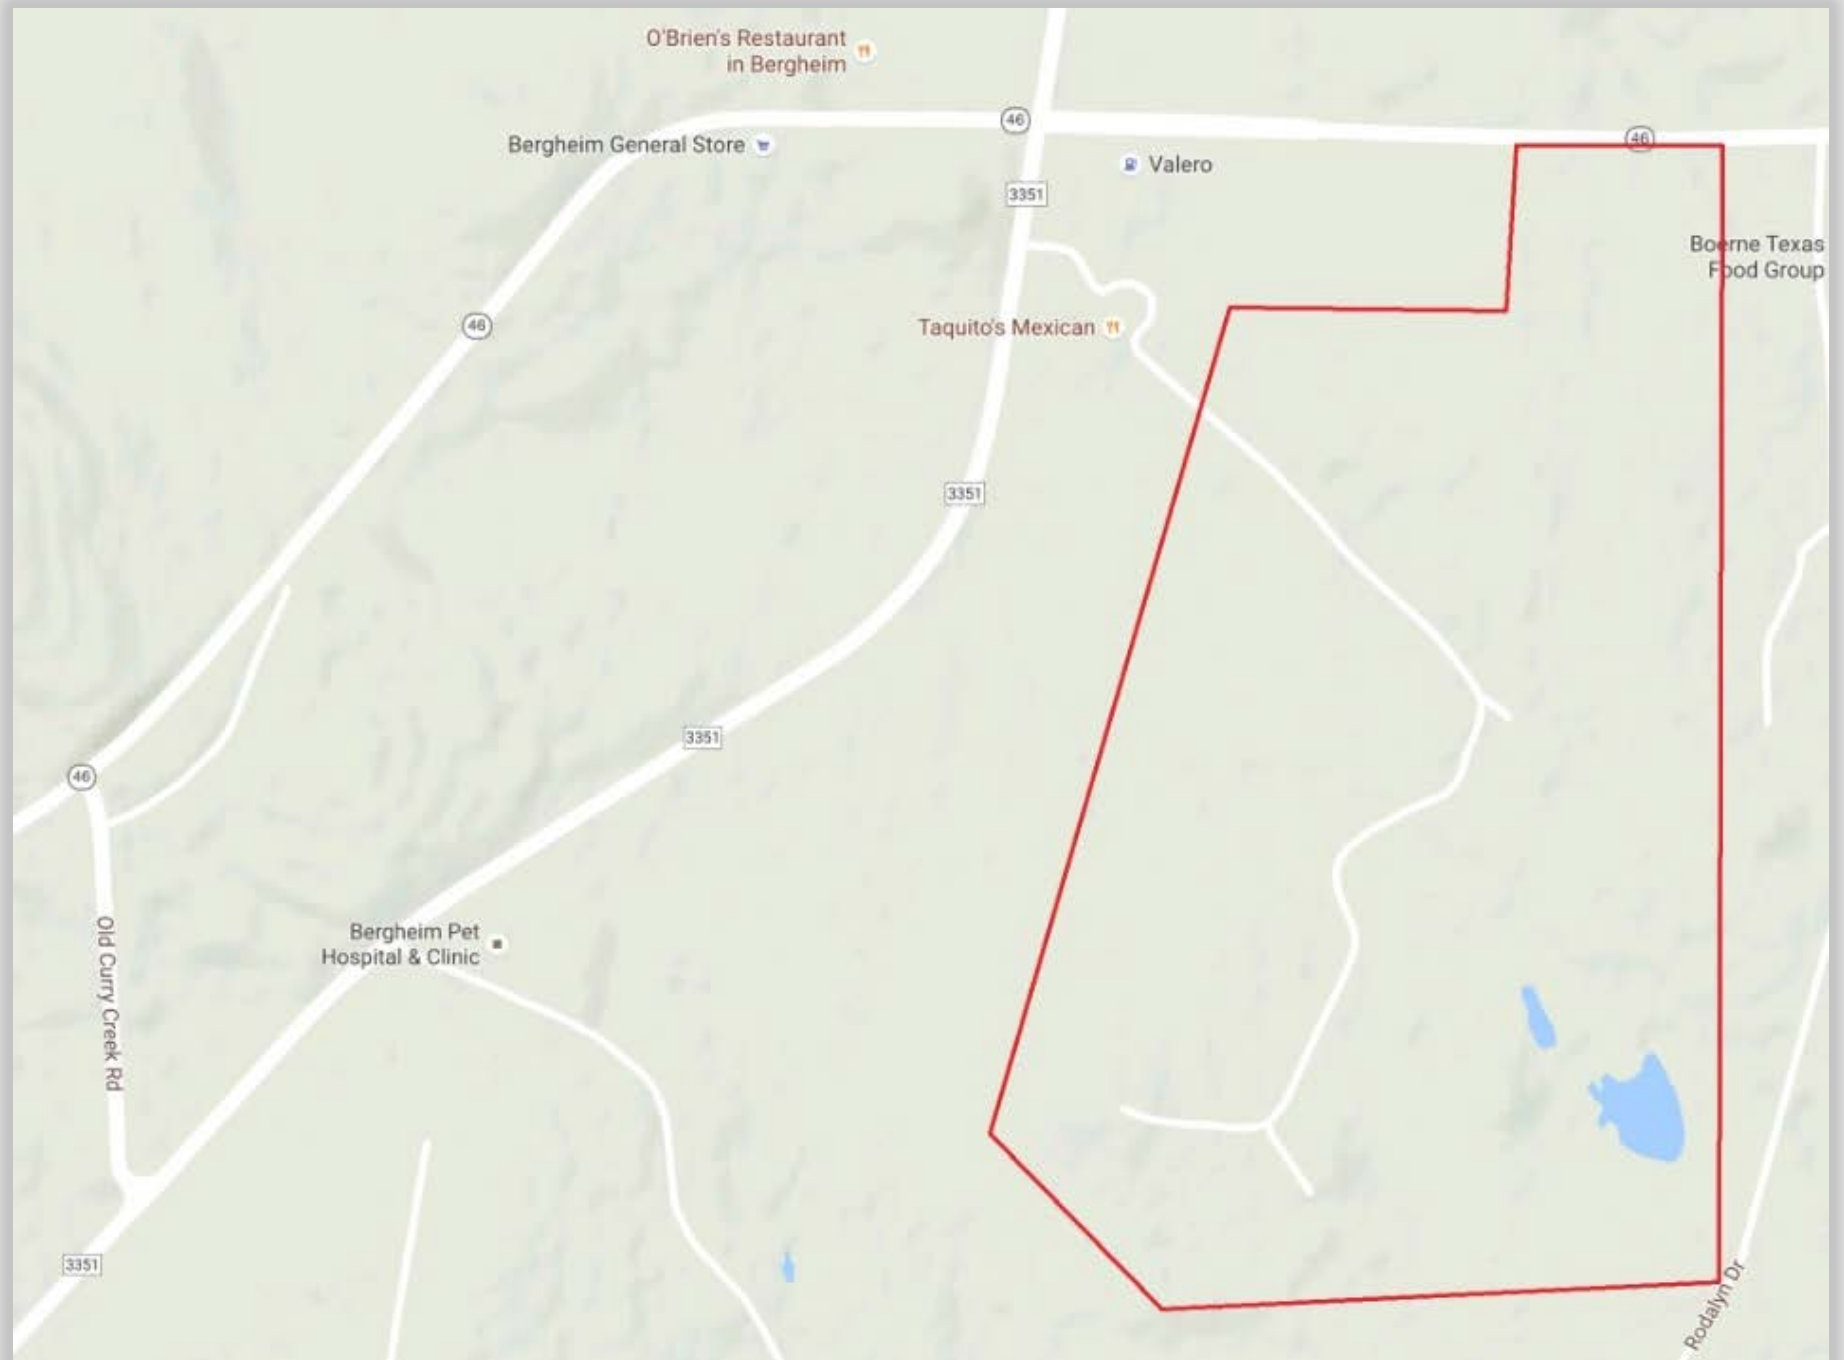 O'Brien's Restaurant
in Bergheim
46
Bergheim General Store
46
Valero
3351
Boerne Texas
Food Group
46
Taquito's Mexican
3351
3351
46
Old Curry Creek Rd
Bergheim Pet
Hospital & Clinic
3351
Rodalyn Dr